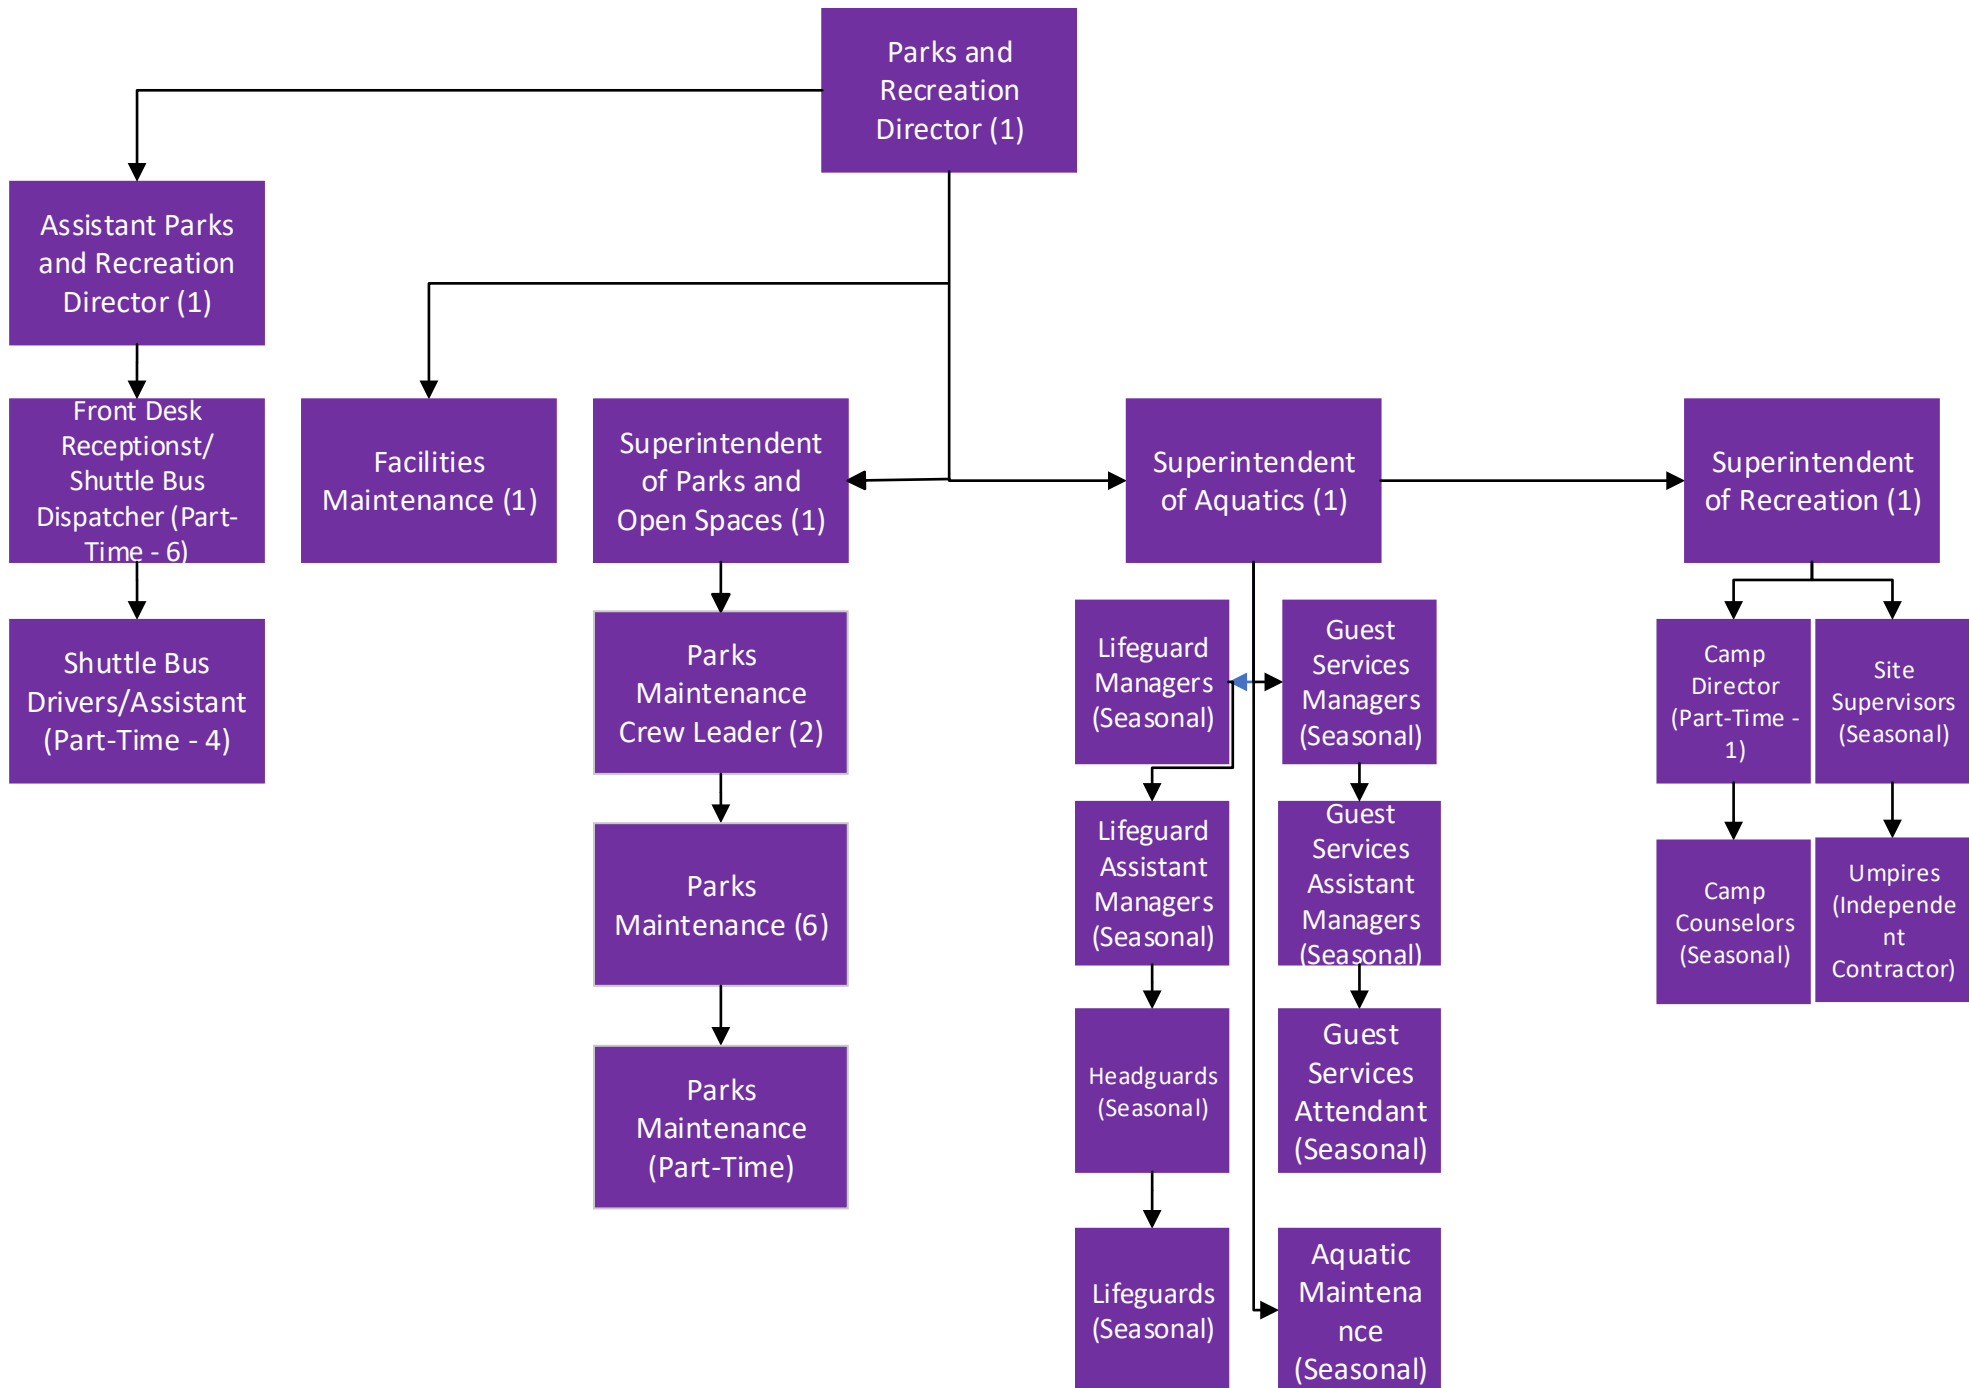 Parks and
Recreation
Director (1)
Assistant Parks
and Recreation
Director (1)
Front Desk
Receptionst/
Shuttle Bus
Dispatcher (Part-
Time - 6)
Shuttle Bus
Drivers/Assistant
(Part-Time - 4)
Facilities
Maintenance (1)
Superintendent
of Parks and
Open Spaces (1)
Parks
Maintenance
Crew Leader (2)
Parks
Maintenance (6)
Parks
Maintenance
(Part-Time)
Superintendent
of Aquatics (1)
Lifeguard
Managers
(Seasonal)
Lifeguard
Assistant
Managers
(Seasonal)
Headguards
(Seasonal)
Lifeguards
(Seasonal)
Guest
Services
Managers
(Seasonal)
Guest
Services
Assistant
Managers
(Seasonal)
Guest
Services
Attendant
(Seasonal)
Aquatic
Maintena
nce
(Seasonal)
Superintendent
of Recreation (1)
Camp
Director
(Part-Time -
1)
Camp
Counselors
(Seasonal)
Site
Supervisors
(Seasonal)
Umpires
(Independe
nt
Contractor)